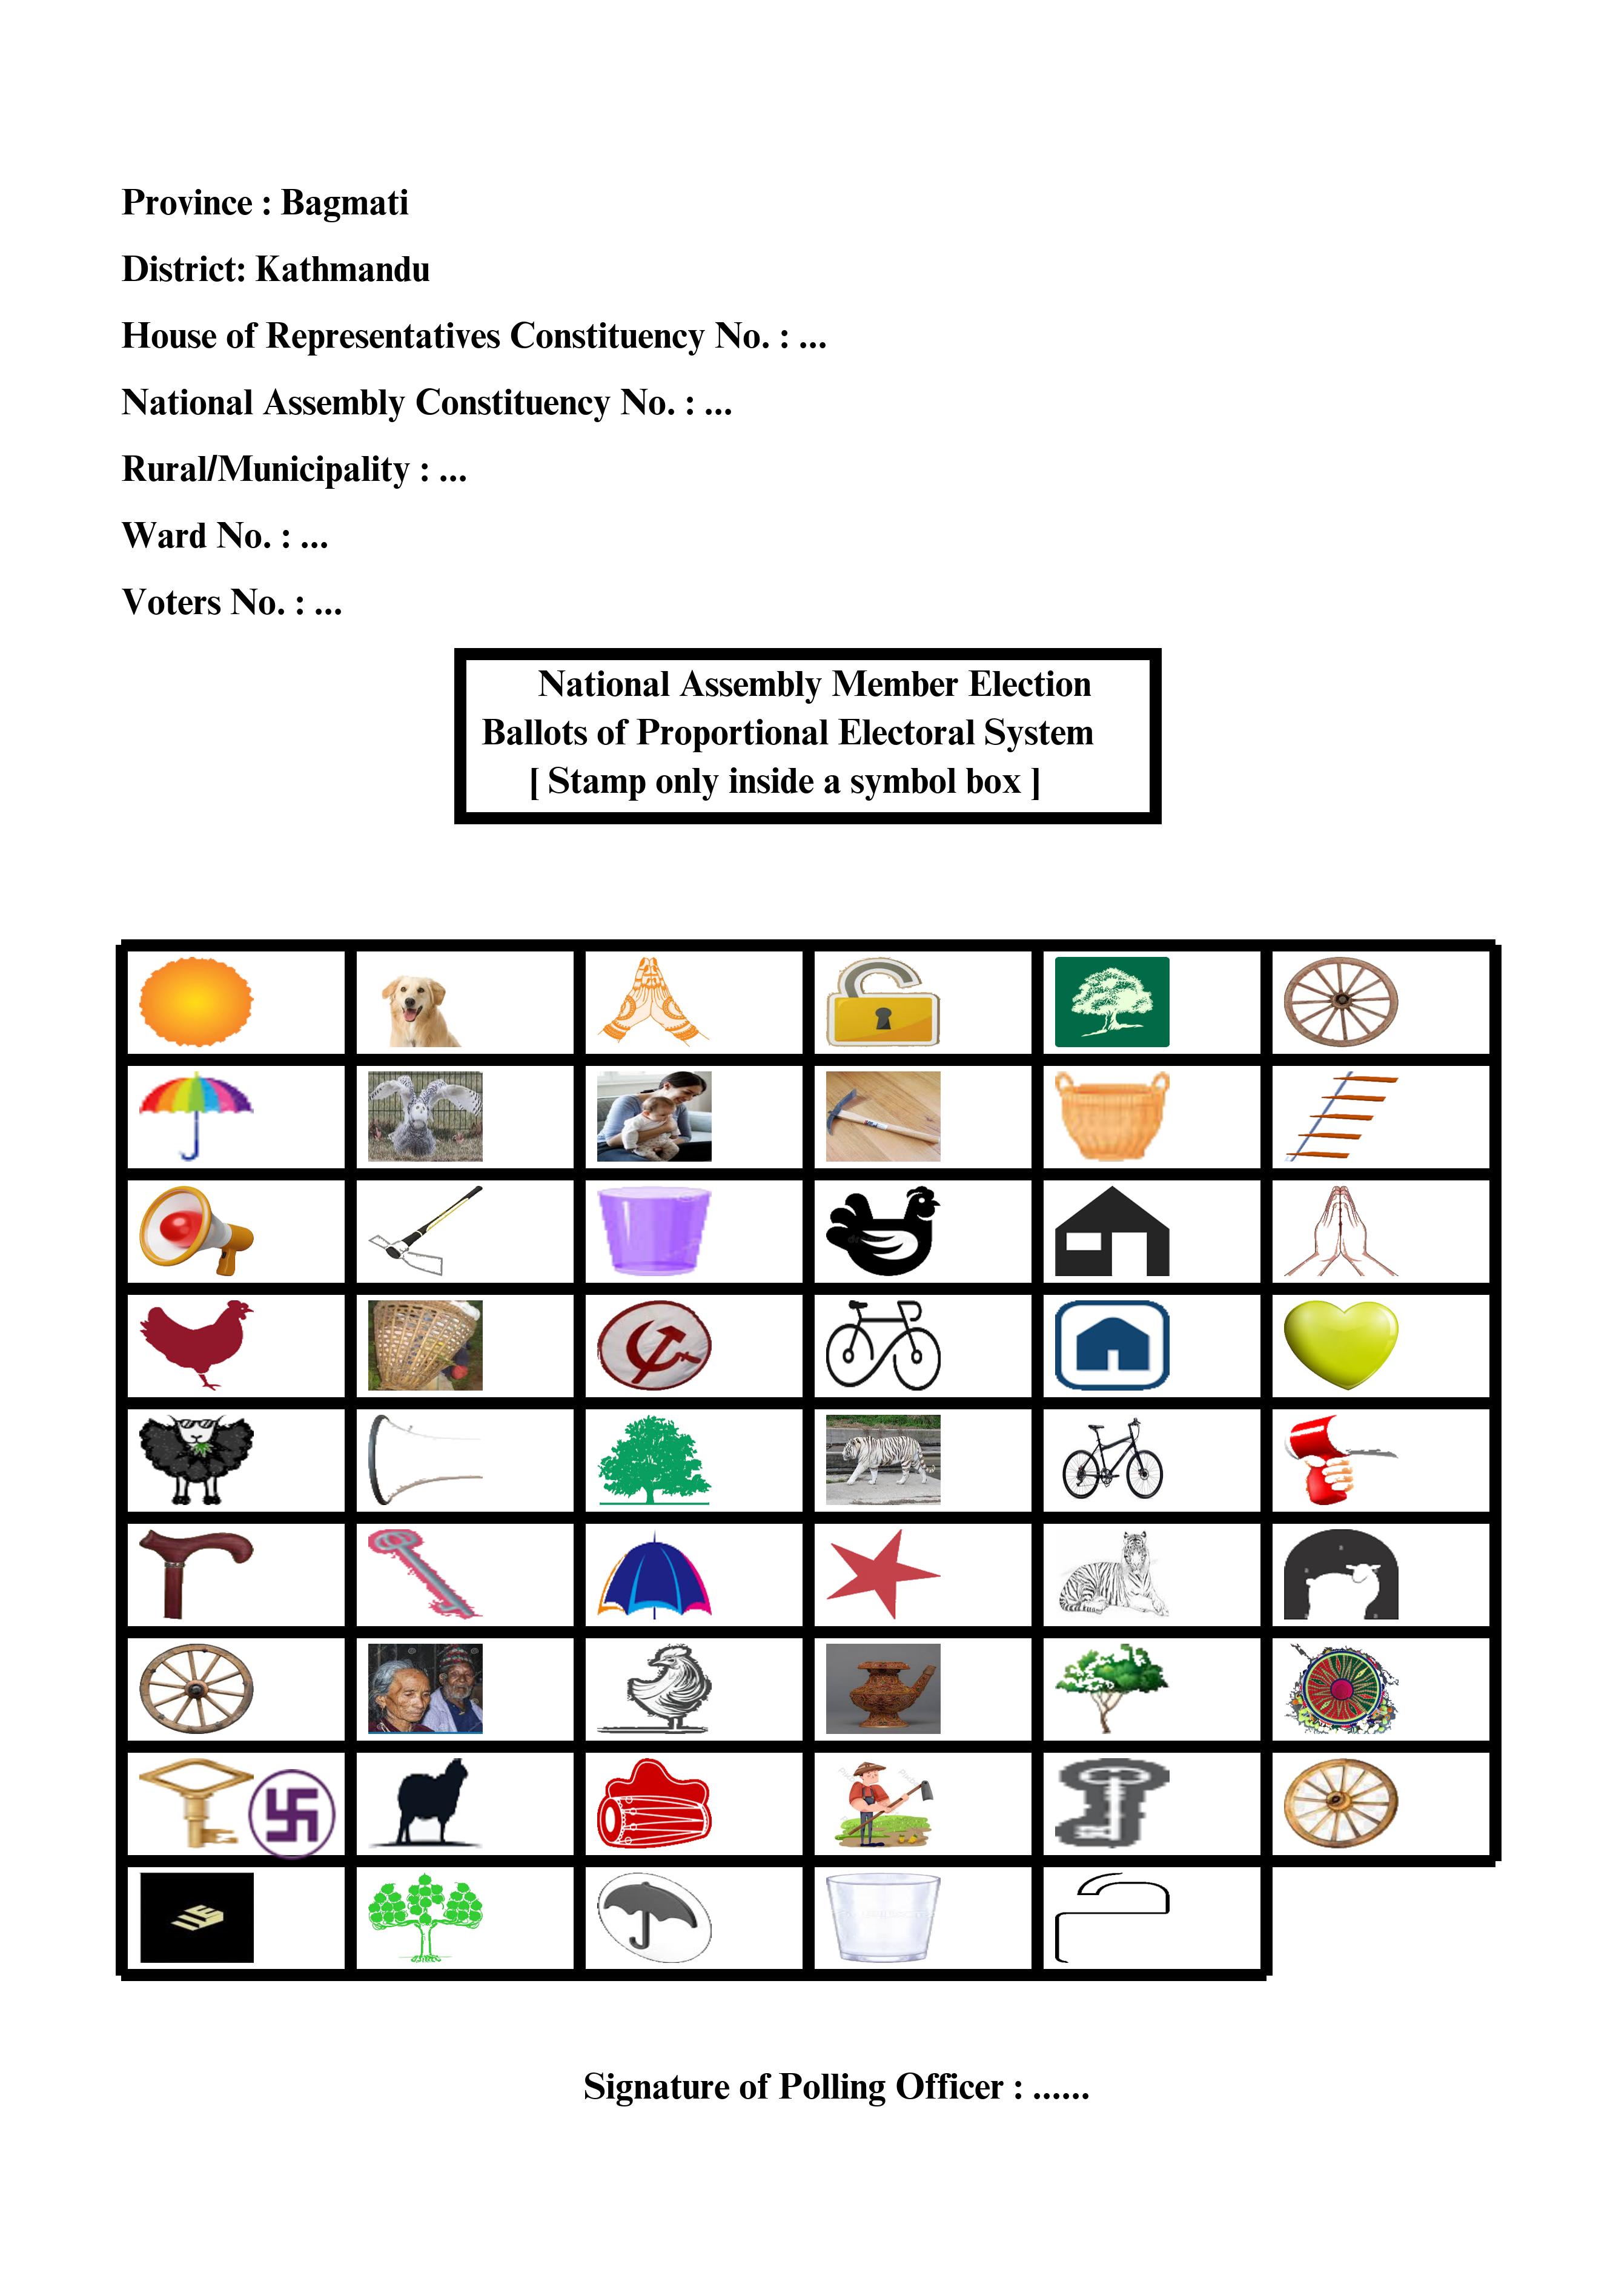 Province : Bagmati
District: Kathmandu
House of Representatives Constituency No. : ...
National Assembly Constituency No. : ...
Rural/Municipality : ...
Ward No. : ...
Voters No. : ...
National Assembly Member Election
Ballots of Proportional Electoral System
[ Stamp only inside a symbol box ]
Signature of Polling Officer : ......